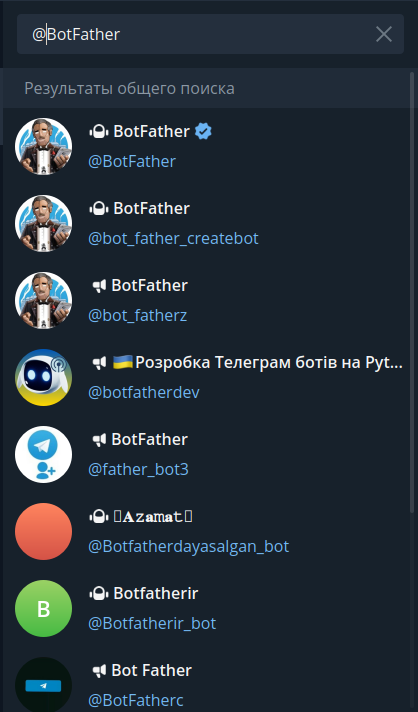 @BotFather
Результаты общего поиска
BotFather
@BotFather
BotFather
@bot_father_createbot
BotFather
@bot_fatherz
🇺🇦Розробка Телеграм ботів на Pyt...
@botfatherdev
BotFather
@father_bot3
𝐀𝚣𝐚𝚖𝐚𝚝
@Botfatherdayasalgan_bot
B
Botfatherir
@Botfatherir_bot
Bot Father
@BotFatherc